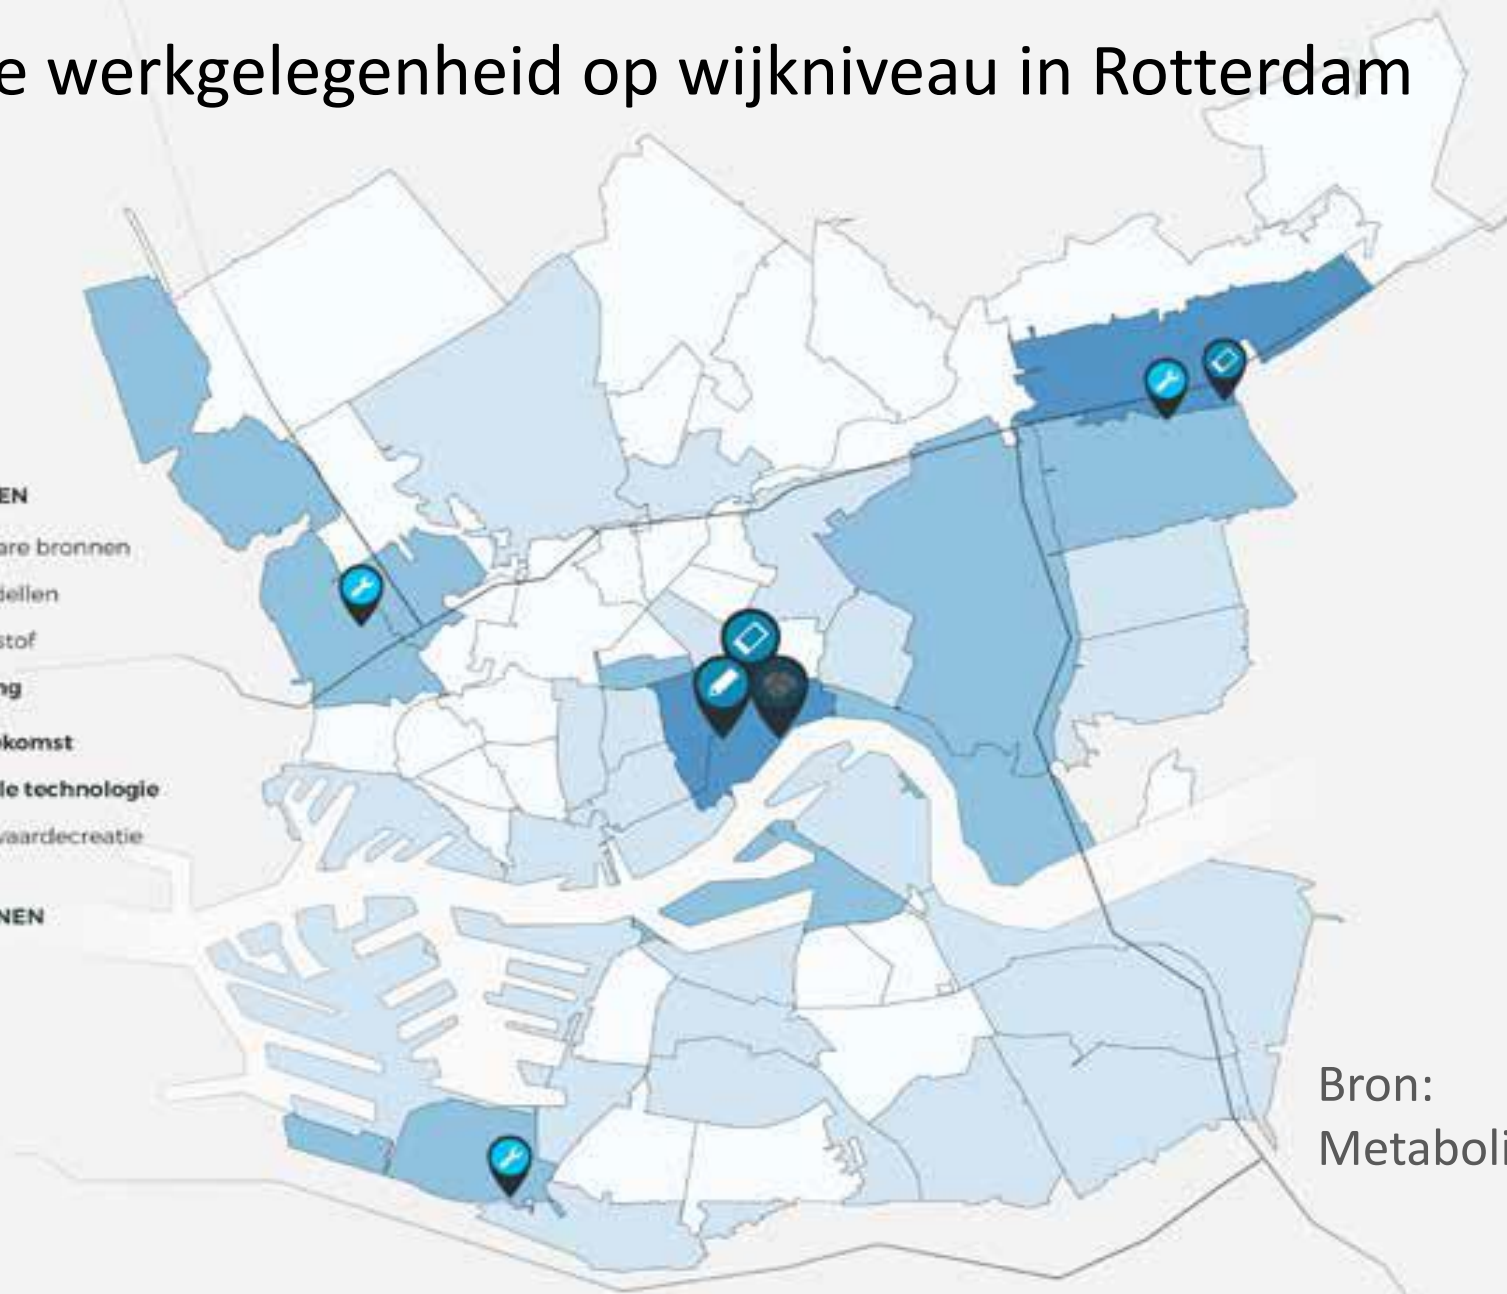 e werkgelegenheid op wijkniveau in Rotterdam
EN
are bronnen
dellen
stof
ng
komst
le technologie
vaardecreatie
NEN
Bron:
Metaboli